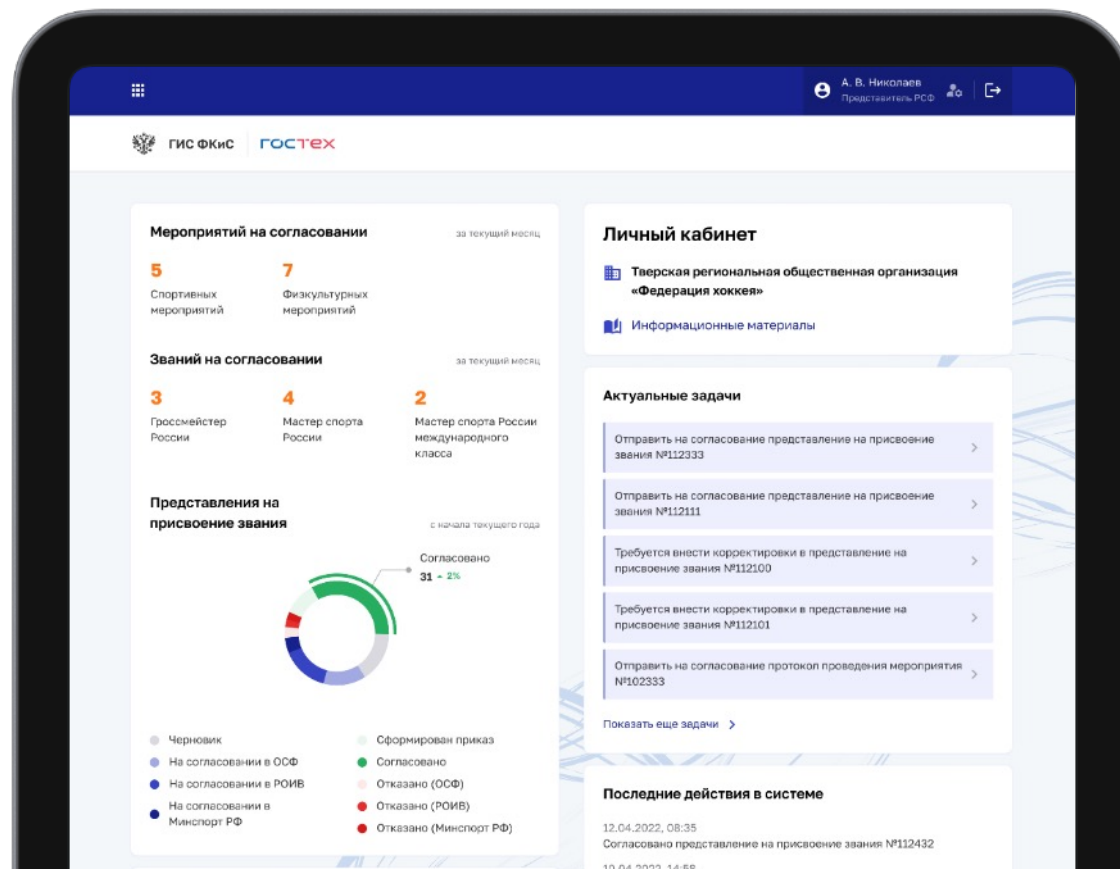 А. В. Николаев
Представитель РСФ
ГИС ФКиС
гостех
Мероприятий на согласовании
за текущий месяц
5
7
Спортивных
мероприятий
Физкультурных
мероприятий
Званий на согласовании
за текущий месяц
3
4
2
Гроссмейстер
России
Мастер спорта
России
Мастер спорта России
международного
класса
Представления на
присвоение звания
с начала текущего года
Согласовано
31 2%
Черновик
На согласовании в ОСФ
На согласовании в РОИВ
На согласовании в
Минспорт РФ
Сформирован приказ
Согласовано
Отказано (ОСФ)
Отказано (РОИВ)
Отказано (Минспорт РФ)
Личный кабинет
Тверская региональная общественная организация
«Федерация хоккея»
Информационные материалы
Актуальные задачи
Отправить на согласование представление на присвоение
звания №112333
Отправить на согласование представление на присвоение
звания №112111
Требуется внести корректировки в представление на
присвоение звания №112100
Требуется внести корректировки в представление на
присвоение звания №112101
Отправить на согласование протокол проведения мероприятия
№102333
Показать еще задачи
Последние действия в системе
12.04.2022, 08:35
Согласовано представление на присвоение звания №112432
10.04.2022, 14:58